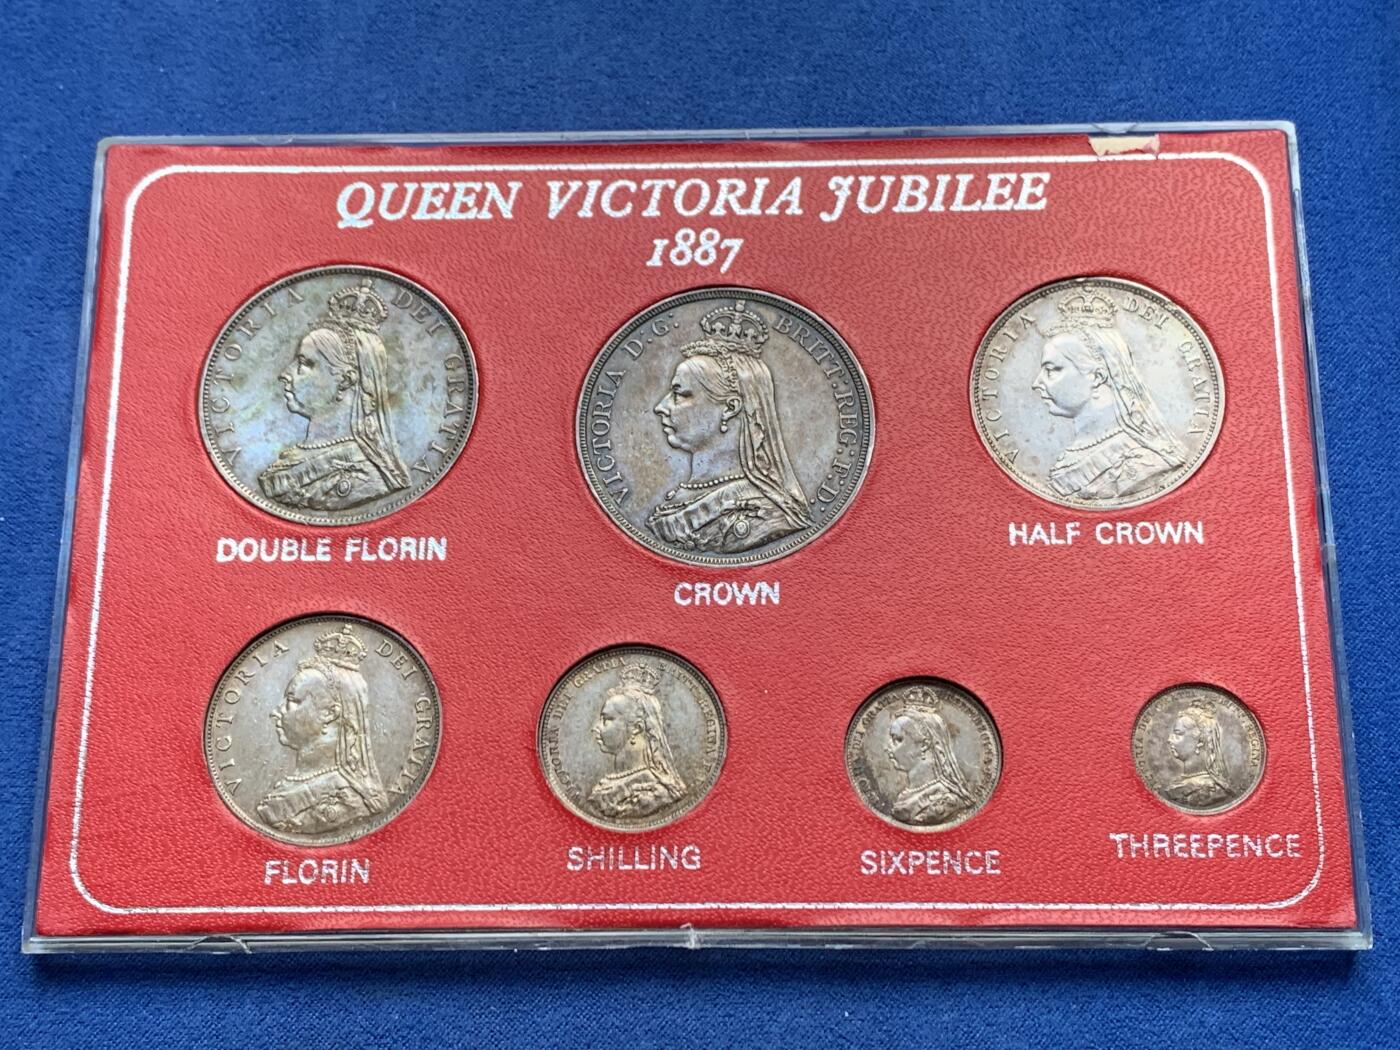 QUEEN VICTORIA JUBILEE
1887
VICTORIA DEI GRATIA
DOUBLE FLORIN
VICTORIA D:G: BRITT:REG:F:D:
CROWN
VICTORIA DEI GRATIA
HALF CROWN
VICTORIA DEI GRATIA
FLORIN
SHILLING
SIXPENCE
THREEPENCE